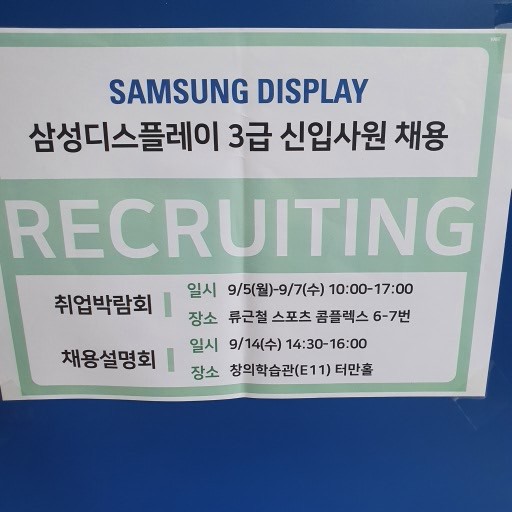 SAMSUNG DISPLAY
삼성디스플레이 3급 신입사원 채용
RECRUITING
취업박람회
일시 9/5(월)-9/7(수) 10:00-17:00
장소 류근철 스포츠 콤플렉스 6-7번
채용설명회
일시 9/14(수) 14:30-16:00
장소 창의학습관(E11) 터만홀